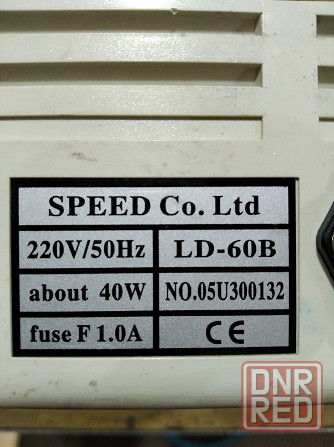 SPEED Co. Ltd
220V/50Hz LD-60B
about 40W NO.05U300132
fuse F 1.0A CE
DNR
RED